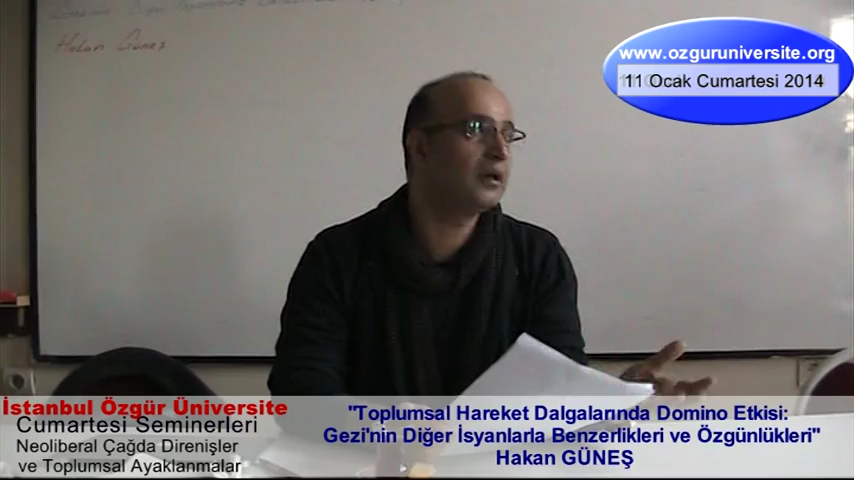 Hakan Güneş
www.ozguruniversite.org
11 Ocak Cumartesi 2014
İstanbul Özgür Üniversite
Cumartesi Seminerleri
Neoliberal Çağda Direnişler
ve Toplumsal Ayaklanmalar
"Toplumsal Hareket Dalgalarında Domino Etkisi:
Gezi'nin Diğer İsyanlarla Benzerlikleri ve Özgünlükleri"
Hakan GÜNEŞ